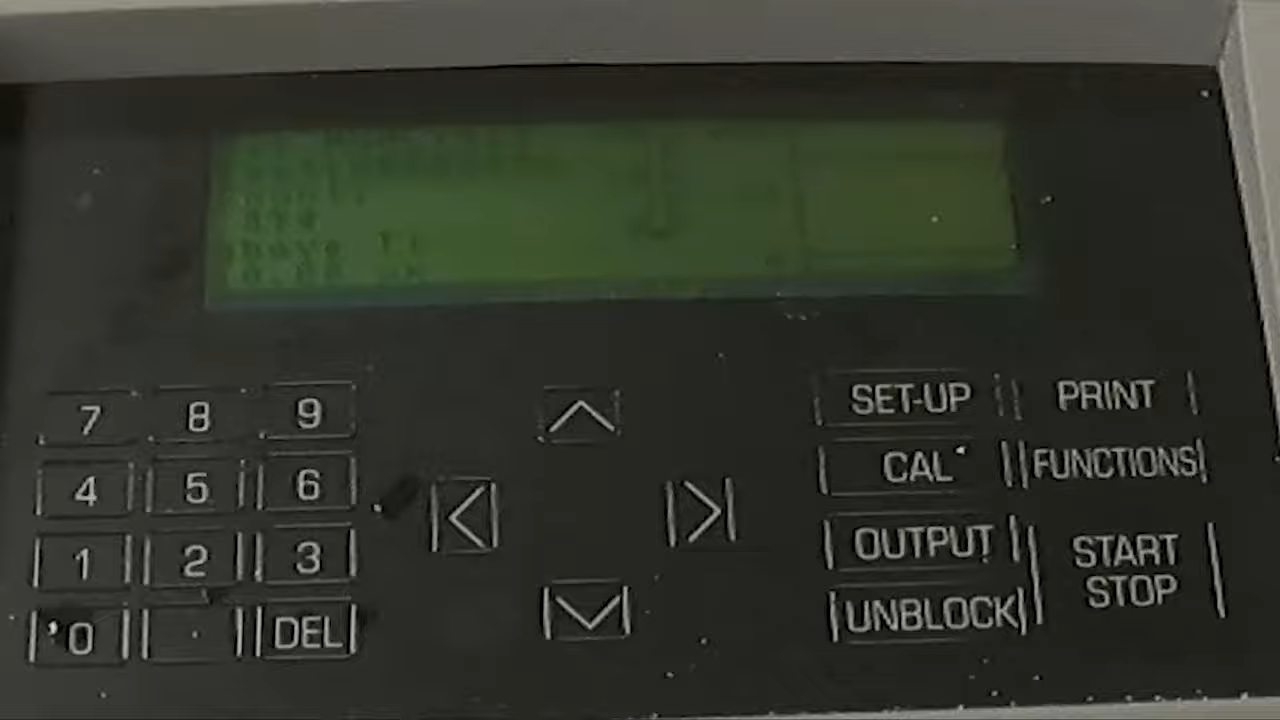 7 8 9 SET-UP PRINT
4 5 6 CAL FUNCTIONS
1 2 3 OUTPUT START STOP
0 . DEL UNBLOCK